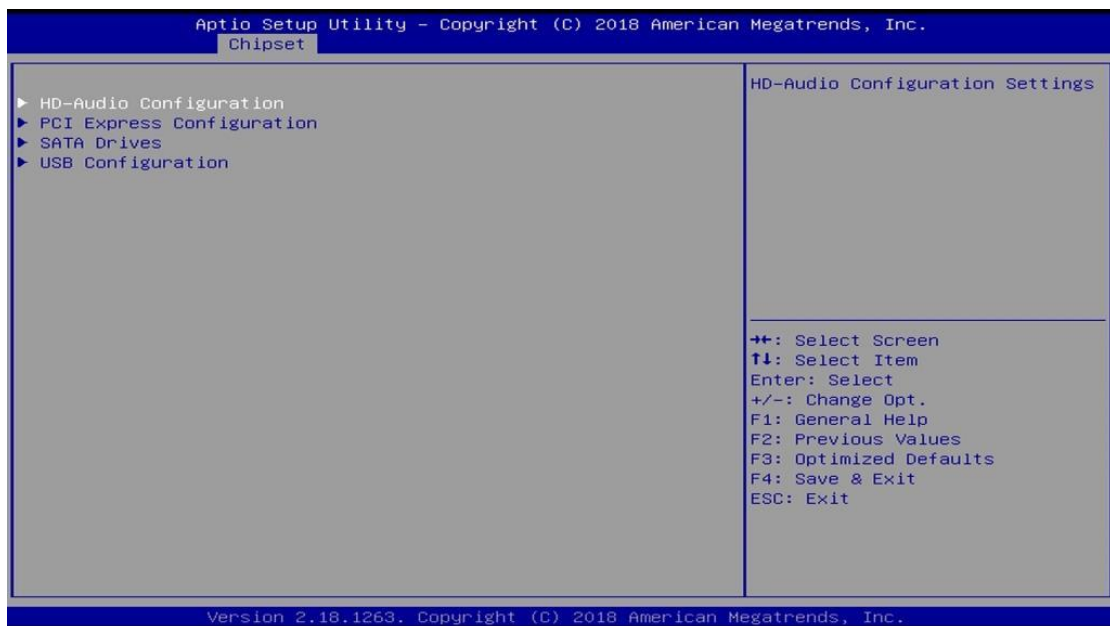 Aptio Setup Utility – Copyright (C) 2018 American Megatrends, Inc.
Chipset
► HD-Audio Configuration
► PCI Express Configuration
► SATA Drives
► USB Configuration
HD-Audio Configuration Settings
→←: Select Screen
↑↓: Select Item
Enter: Select
+/-: Change Opt.
F1: General Help
F2: Previous Values
F3: Optimized Defaults
F4: Save & Exit
ESC: Exit
Version 2.18.1263. Copyright (C) 2018 American Megatrends, Inc.